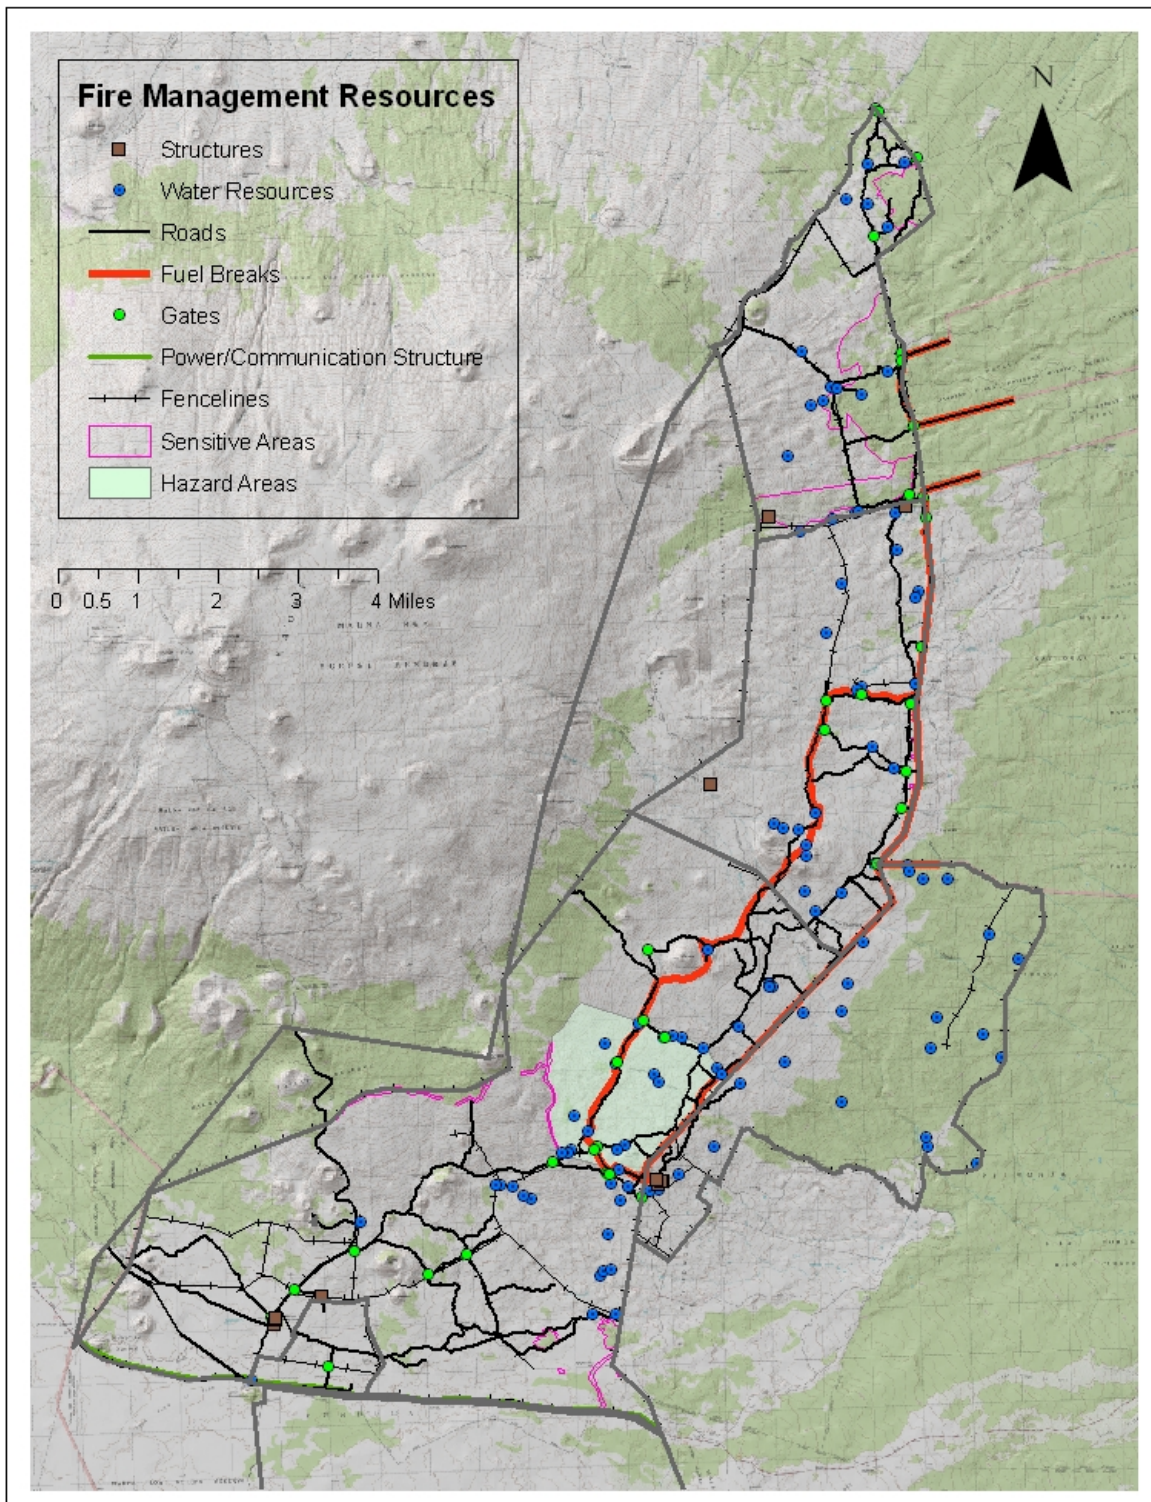 N
Fire Management Resources
Structures
Water Resources
Roads
Fuel Breaks
Gates
Power/Communication Structure
Fencelines
Sensitive Areas
Hazard Areas
0 0.5 1 2 3 4 Miles